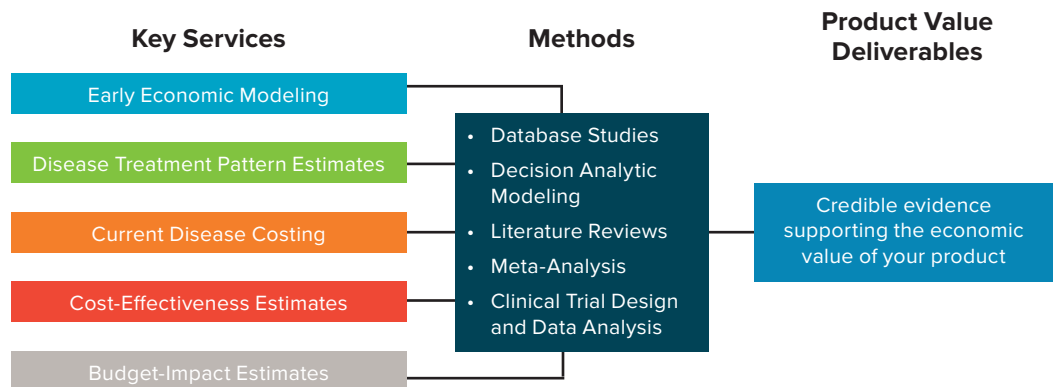 Key Services
Methods
Product Value
Deliverables
Early Economic Modeling
Disease Treatment Pattern Estimates
Current Disease Costing
Cost-Effectiveness Estimates
Budget-Impact Estimates
• Database Studies
• Decision Analytic
Modeling
• Literature Reviews
• Meta-Analysis
• Clinical Trial Design
and Data Analysis
Credible evidence
supporting the economic
value of your product